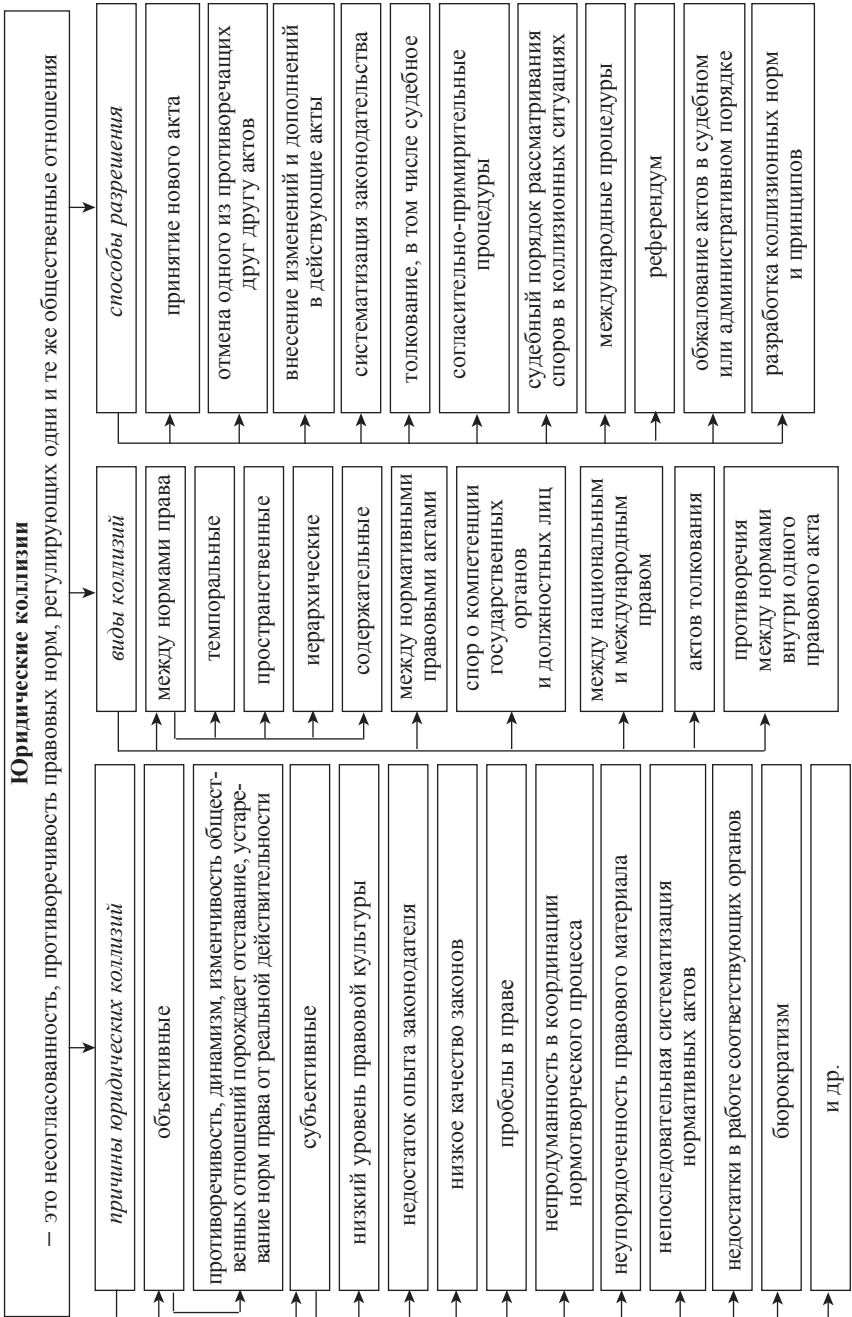 Юридические коллизии
– это несогласованность, противоречивость правовых норм, регулирующих одни и те же общественные отношения
причины юридических коллизий
объективные
противоречивость, динамизм, изменчивость общест-
венных отношений порождает отставание, устаре-
вание норм права от реальной действительности
субъективные
низкий уровень правовой культуры
недостаток опыта законодателя
низкое качество законов
пробелы в праве
непродуманность в координации
нормотворческого процесса
неупорядоченность правового материала
непоследовательная систематизация
нормативных актов
недостатки в работе соответствующих органов
бюрократизм
и др.
виды коллизий
между нормами права
темпоральные
пространственные
иерархические
содержательные
между нормативными
правовыми актами
спор о компетенции
государственных
органов
и должностных лиц
между национальным
и международным
правом
актов толкования
противоречия
между нормами
внутри одного
правового акта
способы разрешения
принятие нового акта
отмена одного из противоречащих
друг другу актов
внесение изменений и дополнений
в действующие акты
систематизация законодательства
толкование, в том числе судебное
согласительно-примирительные
процедуры
судебный порядок рассматривания
споров в коллизионных ситуациях
международные процедуры
референдум
обжалование актов в судебном
или административном порядке
разработка коллизионных норм
и принципов